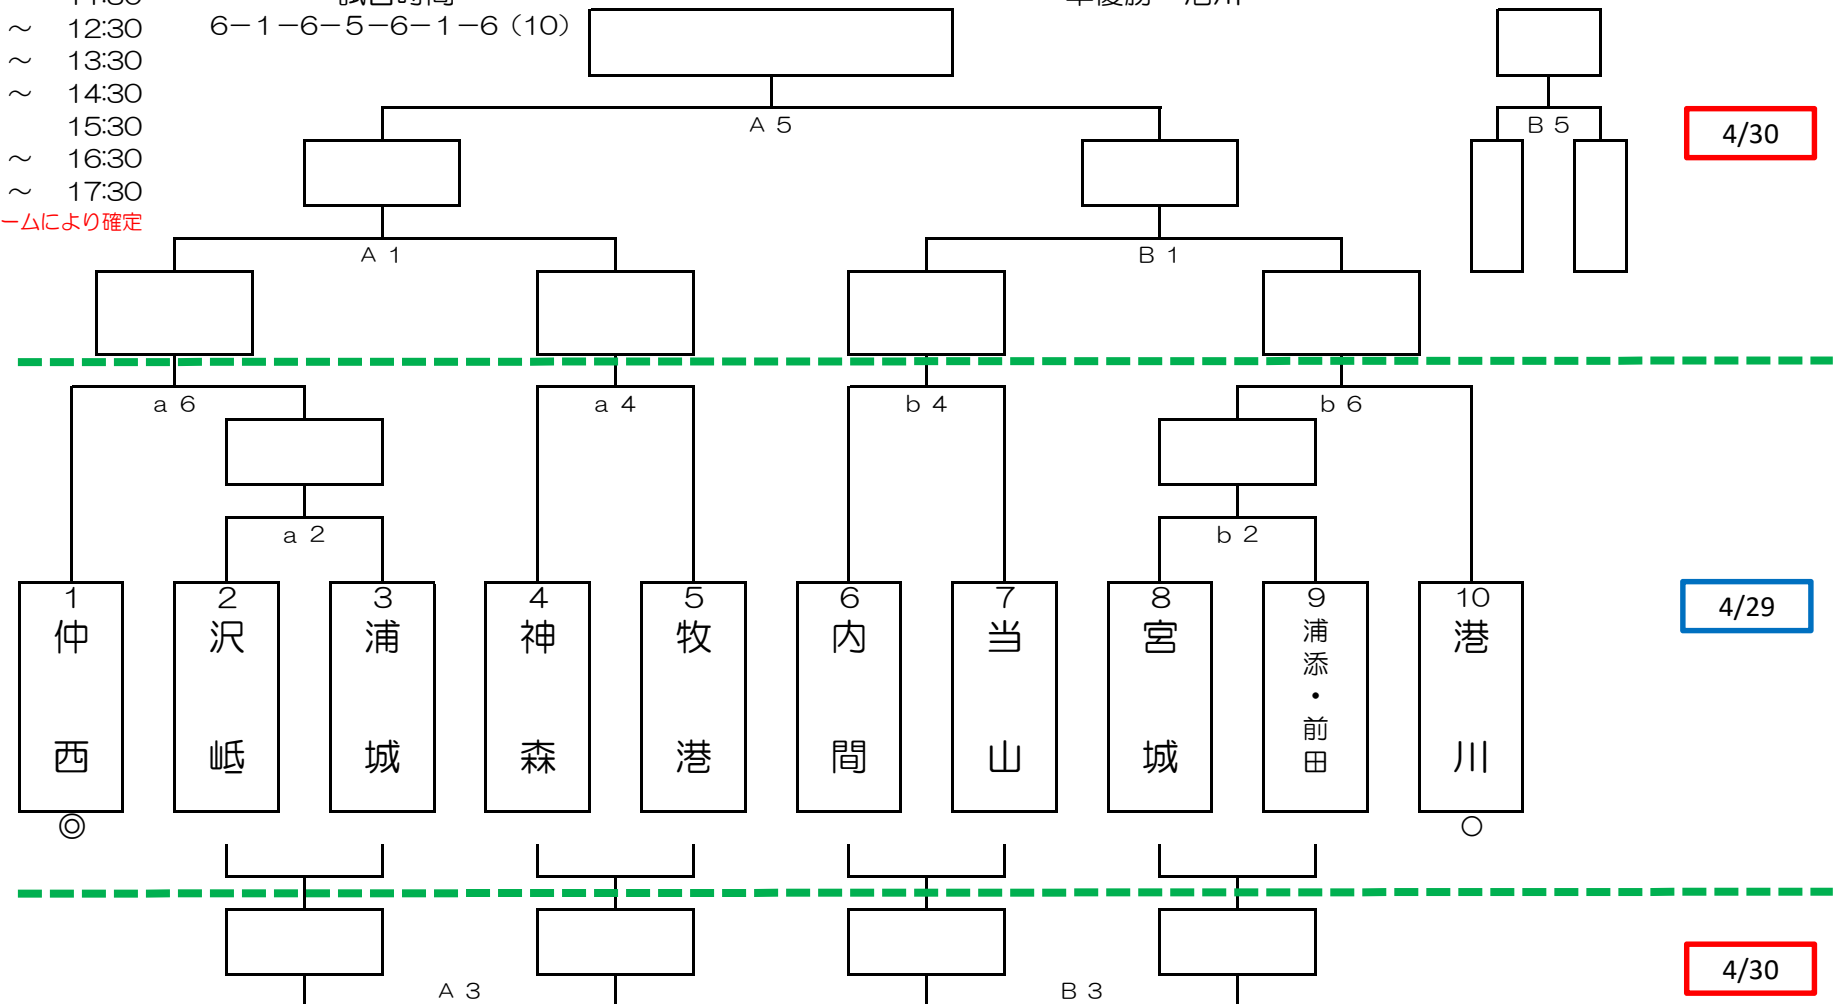 ～ 12:30
6－1－6－5－6－1－6（10）
～ 13:30
～ 14:30
15:30
～ 16:30
～ 17:30
ームにより確定
A 5
B 5
4/30
A 1
B 1
a 6
a 4
b 4
b 6
a 2
b 2
1 仲西
2 沢岻
3 浦城
4 神森
5 牧港
6 内間
7 当山
8 宮城
9 浦添・前田
10 港川
4/29
◎
○
A 3
B 3
4/30